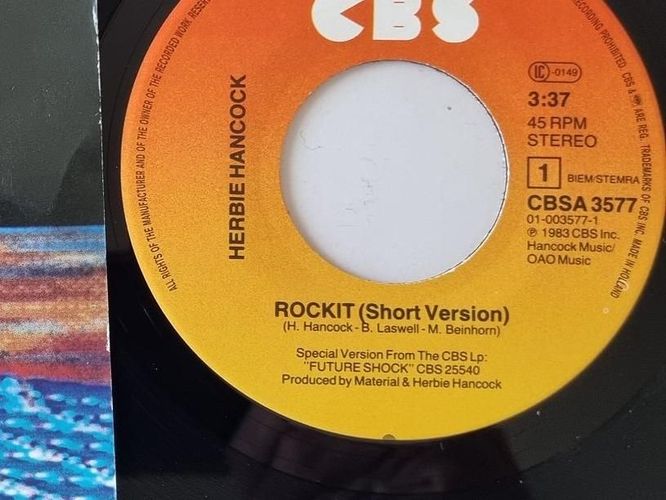 CBS
ALL RIGHTS OF THE MANUFACTURER AND OF THE OWNER OF THE RECORDED WORK RESER
RECORDING PROHIBITED. CBS & ARE REG. TRADEMARKS OF CBS INC. MADE IN HOLLAND
HERBIE HANCOCK
LC -0149
3:37
45 RPM
STEREO
1 BIEM/STEMRA
CBSA 3577
01-003577-1
℗ 1983 CBS Inc.
Hancock Music/
OAO Music
ROCKIT (Short Version)
(H. Hancock - B. Laswell - M. Beinhorn)
Special Version From The CBS Lp:
"FUTURE SHOCK" CBS 25540
Produced by Material & Herbie Hancock